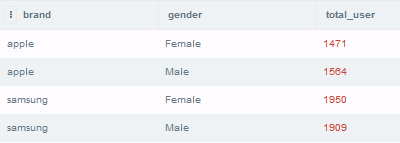 brand gender total_user
apple Female 1471
apple Male 1564
samsung Female 1950
samsung Male 1909